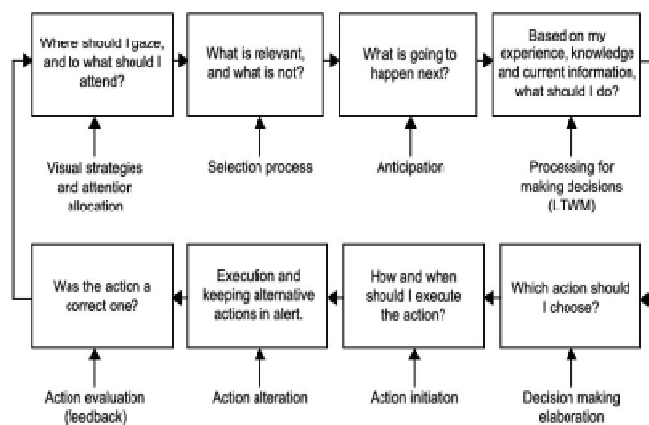 Where should I gaze,
and to what should I
attend?
What is relevant,
and what is not?
What is going to
happen next?
Based on my
experience, knowledge
and current information,
what should I do?
Visual strategies
and attention
allocation
Selection process
Anticipation
Processing for
making decisions
(LTWM)
Was the action a
correct one?
Execution and
keeping alternative
actions in alert.
How and when
should I execute
the action?
Which action should
I choose?
Action evaluation
(feedback)
Action alteration
Action initiation
Decision making
elaboration